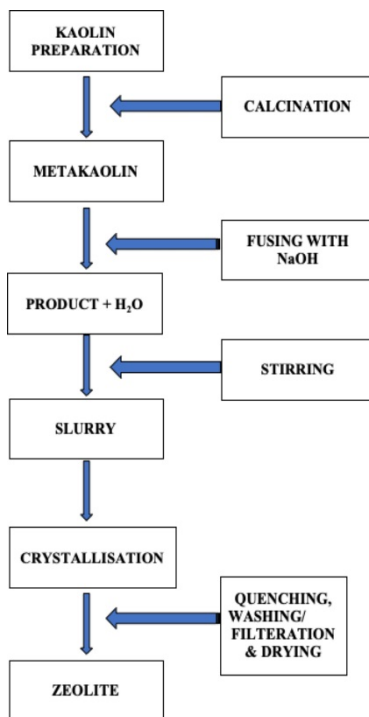 KAOLIN
PREPARATION
CALCINATION
METAKAOLIN
FUSING WITH
NaOH
PRODUCT + H₂O
STIRRING
SLURRY
CRYSTALLISATION
QUENCHING,
WASHING/
FILTERATION
& DRYING
ZEOLITE